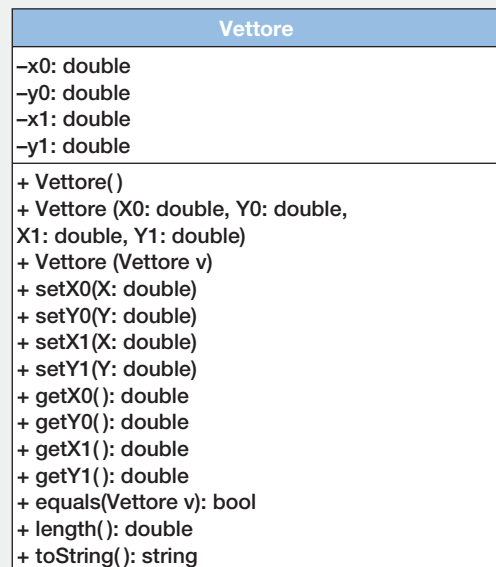 Vettore
–x0: double
–y0: double
–x1: double
–y1: double
+ Vettore()
+ Vettore (X0: double, Y0: double,
X1: double, Y1: double)
+ Vettore (Vettore v)
+ setX0(X: double)
+ setY0(Y: double)
+ setX1(X: double)
+ setY1(Y: double)
+ getX0(): double
+ getY0(): double
+ getX1(): double
+ getY1(): double
+ equals(Vettore v): bool
+ length(): double
+ toString(): string